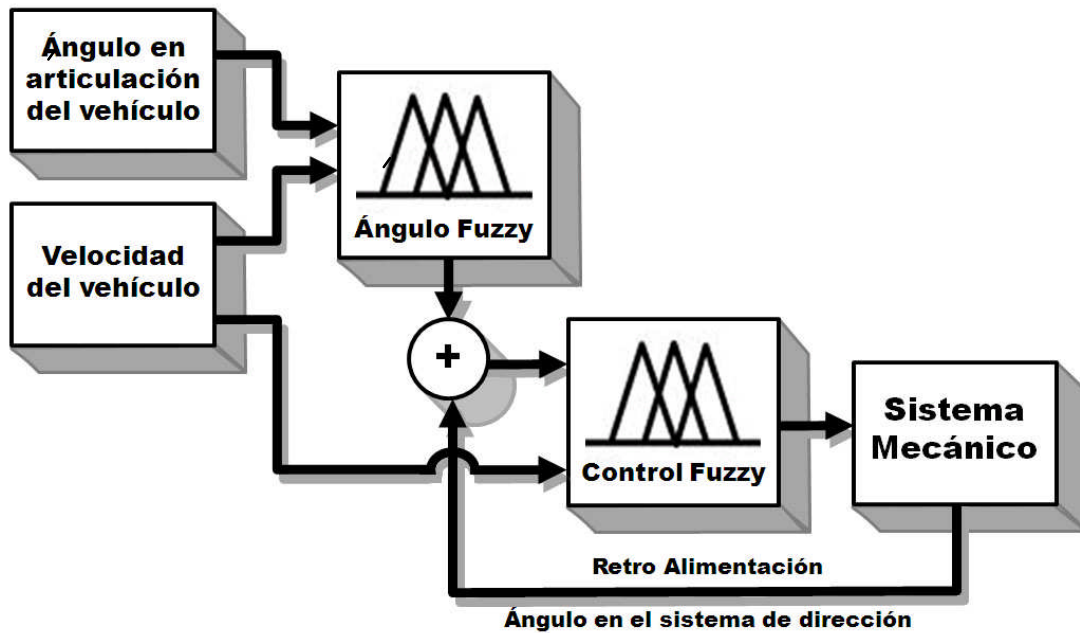 Ángulo en
articulación
del vehículo
Velocidad
del vehículo
Ángulo Fuzzy
+
Control Fuzzy
Sistema
Mecánico
Retro Alimentación
Ángulo en el sistema de dirección